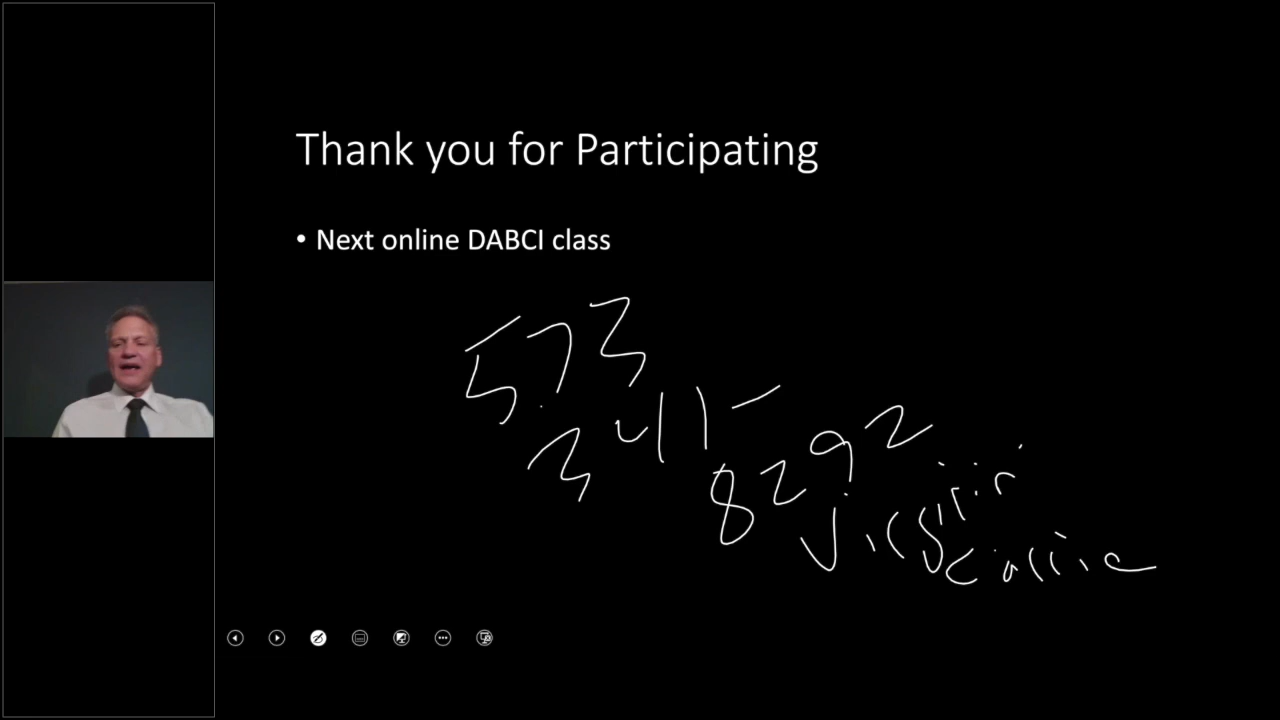 Thank you for Participating
• Next online DABCI class
573
341-
8292